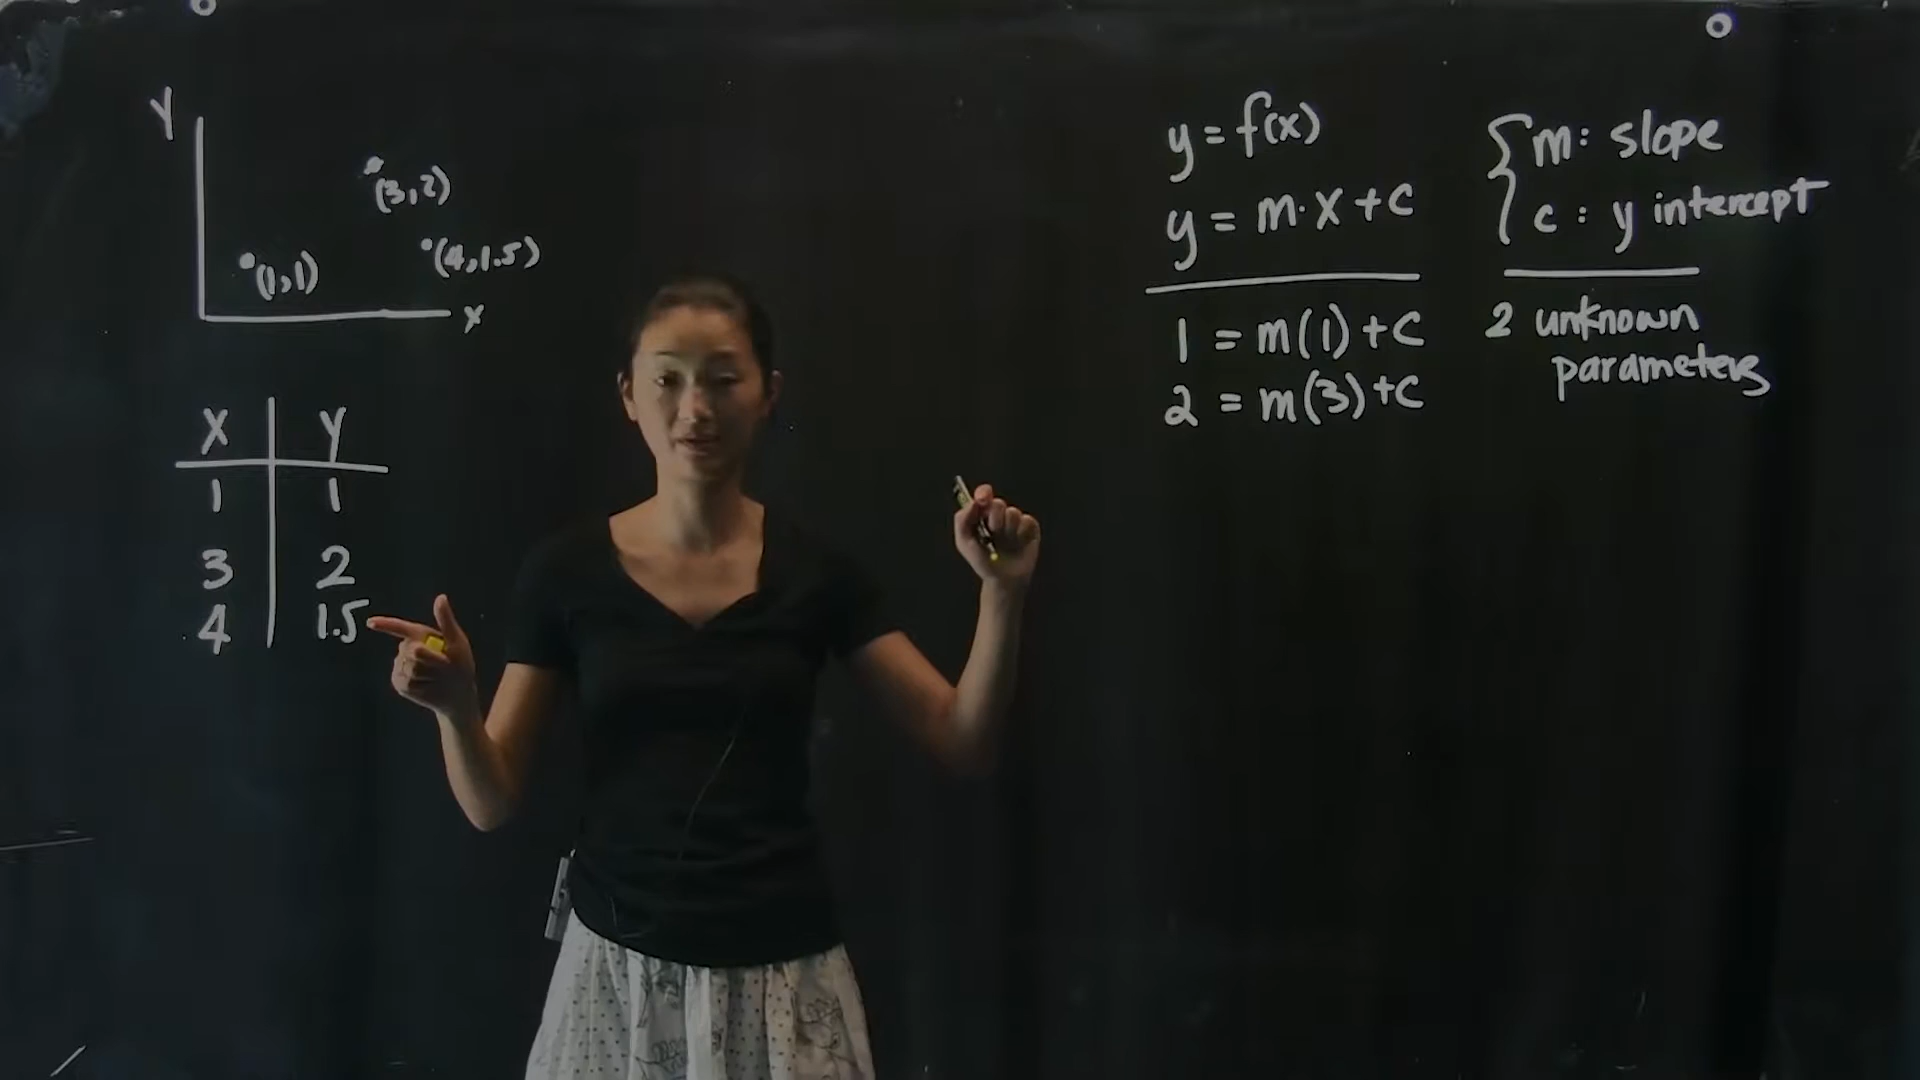 Y
(3,2)
(4,1.5)
(1,1)
x
X Y
1 1
3 2
4 1.5
y = f(x)
y = m·x + c
1 = m(1) + c
2 = m(3) + c
{ m: slope
c: y intercept
2 unknown
parameters